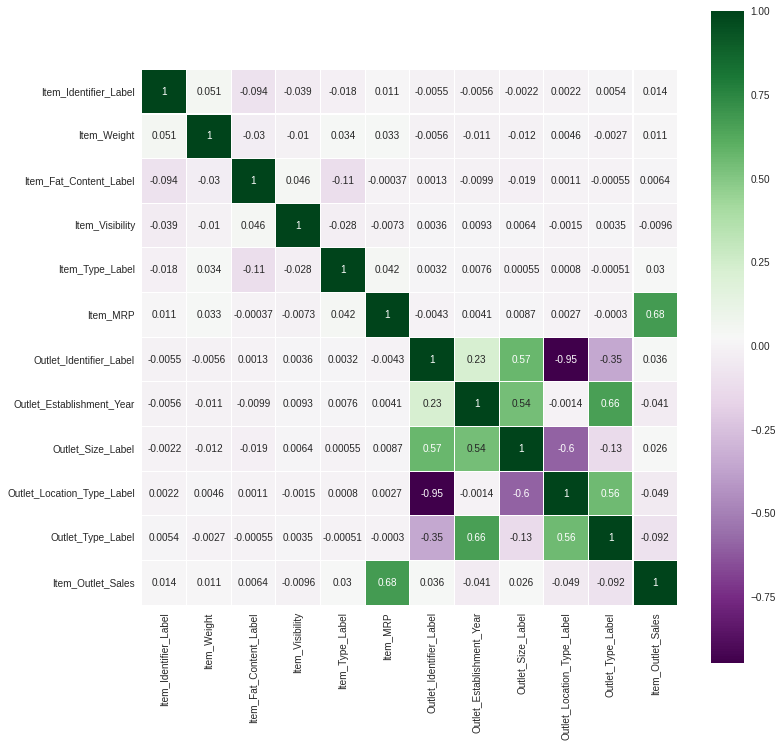 1.00
Item_Identifier_Label 1 0.051 -0.094 -0.039 -0.018 0.011 -0.0055 -0.0056 -0.0022 0.0022 0.0054 0.014
Item_Weight 0.051 1 -0.03 -0.01 0.034 0.033 -0.0056 -0.011 -0.012 0.0046 -0.0027 0.011
0.75
Item_Fat_Content_Label -0.094 -0.03 1 0.046 -0.11 -0.00037 0.0013 -0.0099 -0.019 0.0011 -0.00055 0.0064
0.50
Item_Visibility -0.039 -0.01 0.046 1 -0.028 -0.0073 0.0036 0.0093 0.0064 -0.0015 0.0035 -0.0096
Item_Type_Label -0.018 0.034 -0.11 -0.028 1 0.042 0.0032 0.0076 0.00055 0.0008 -0.00051 0.03
0.25
Item_MRP 0.011 0.033 -0.00037 -0.0073 0.042 1 -0.0043 0.0041 0.0087 0.0027 -0.0003 0.68
0.00
Outlet_Identifier_Label -0.0055 -0.0056 0.0013 0.0036 0.0032 -0.0043 1 0.23 0.57 -0.95 -0.35 0.036
Outlet_Establishment_Year -0.0056 -0.011 -0.0099 0.0093 0.0076 0.0041 0.23 1 0.54 -0.0014 0.66 -0.041
-0.25
Outlet_Size_Label -0.0022 -0.012 -0.019 0.0064 0.00055 0.0087 0.57 0.54 1 -0.6 -0.13 0.026
Outlet_Location_Type_Label 0.0022 0.0046 0.0011 -0.0015 0.0008 0.0027 -0.95 -0.0014 -0.6 1 0.56 -0.049
-0.50
Outlet_Type_Label 0.0054 -0.0027 -0.00055 0.0035 -0.00051 -0.0003 -0.35 0.66 -0.13 0.56 1 -0.092
Item_Outlet_Sales 0.014 0.011 0.0064 -0.0096 0.03 0.68 0.036 -0.041 0.026 -0.049 -0.092 1
-0.75
Item_Identifier_Label
Item_Weight
Item_Fat_Content_Label
Item_Visibility
Item_Type_Label
Item_MRP
Outlet_Identifier_Label
Outlet_Establishment_Year
Outlet_Size_Label
Outlet_Location_Type_Label
Outlet_Type_Label
Item_Outlet_Sales